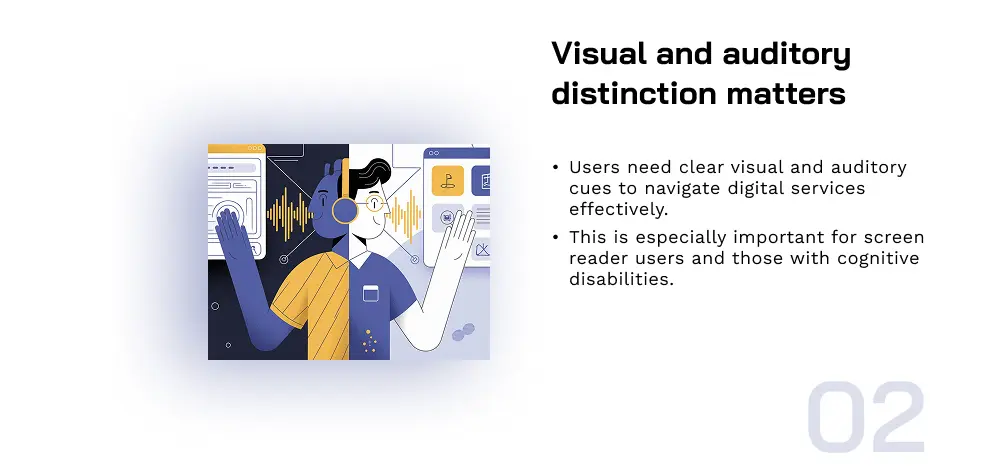 Visual and auditory
distinction matters
• Users need clear visual and auditory
cues to navigate digital services
effectively.
• This is especially important for screen
reader users and those with cognitive
disabilities.
02